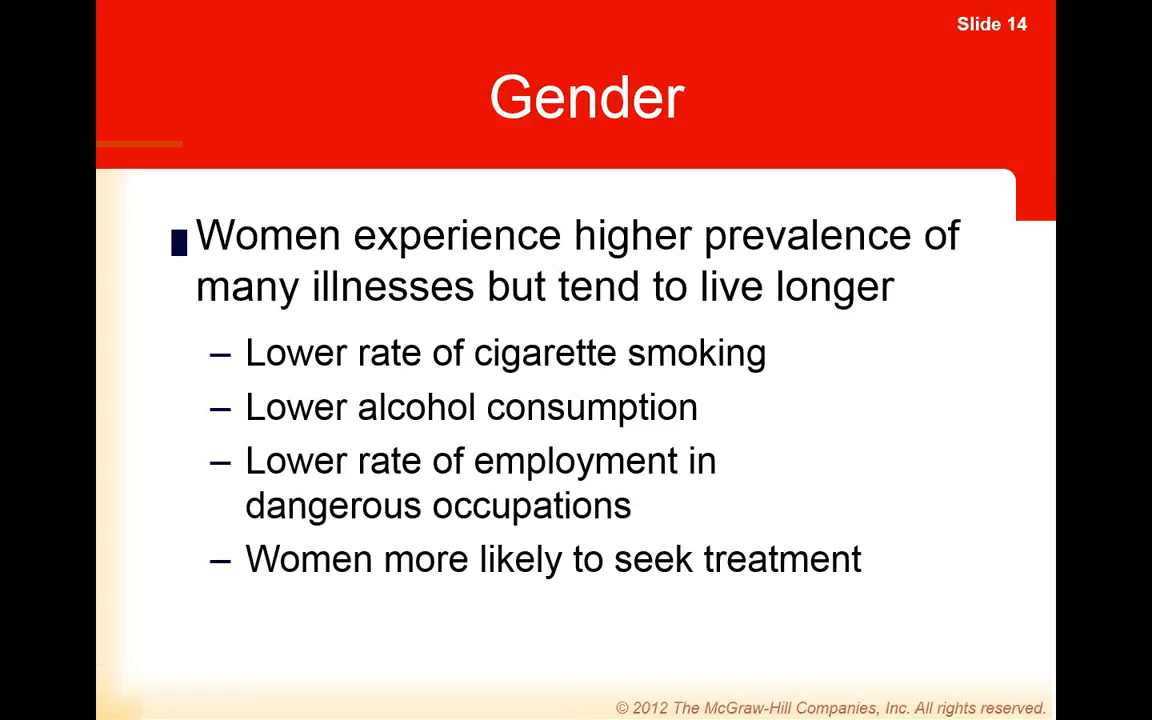 Slide 14
Gender
Women experience higher prevalence of
many illnesses but tend to live longer
– Lower rate of cigarette smoking
– Lower alcohol consumption
– Lower rate of employment in
dangerous occupations
– Women more likely to seek treatment
© 2012 The McGraw-Hill Companies, Inc. All rights reserved.